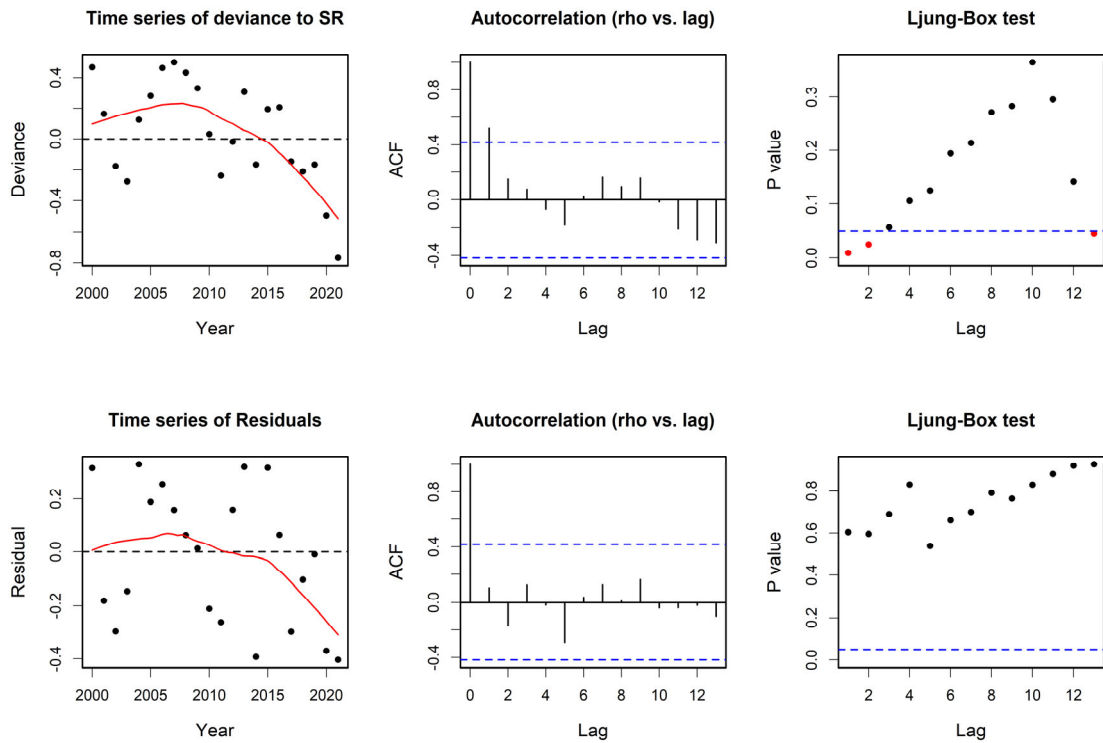 Time series of deviance to SR
Deviance
0.4
0.0
-0.4
-0.8
2000 2005 2010 2015 2020
Year
Autocorrelation (rho vs. lag)
ACF
0.8
0.4
0.0
-0.4
0 2 4 6 8 10 12
Lag
Ljung-Box test
P value
0.3
0.2
0.1
0.0
2 4 6 8 10 12
Lag
Time series of Residuals
Residual
0.2
0.0
-0.2
-0.4
2000 2005 2010 2015 2020
Year
Autocorrelation (rho vs. lag)
ACF
0.8
0.4
0.0
-0.4
0 2 4 6 8 10 12
Lag
Ljung-Box test
P value
0.8
0.6
0.4
0.2
0.0
2 4 6 8 10 12
Lag